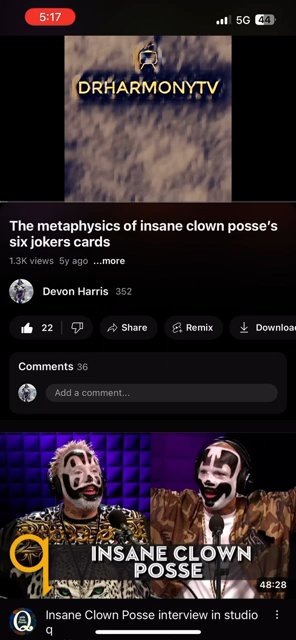 5:17
5G 44
DRHARMONYTV
The metaphysics of insane clown posse's
six jokers cards
1.3K views 5y ago ...more
Devon Harris 352
22 Share Remix Downloa
Comments 36
Add a comment...
INSANE CLOWN
POSSE
q
48:28
Insane Clown Posse interview in studio
q